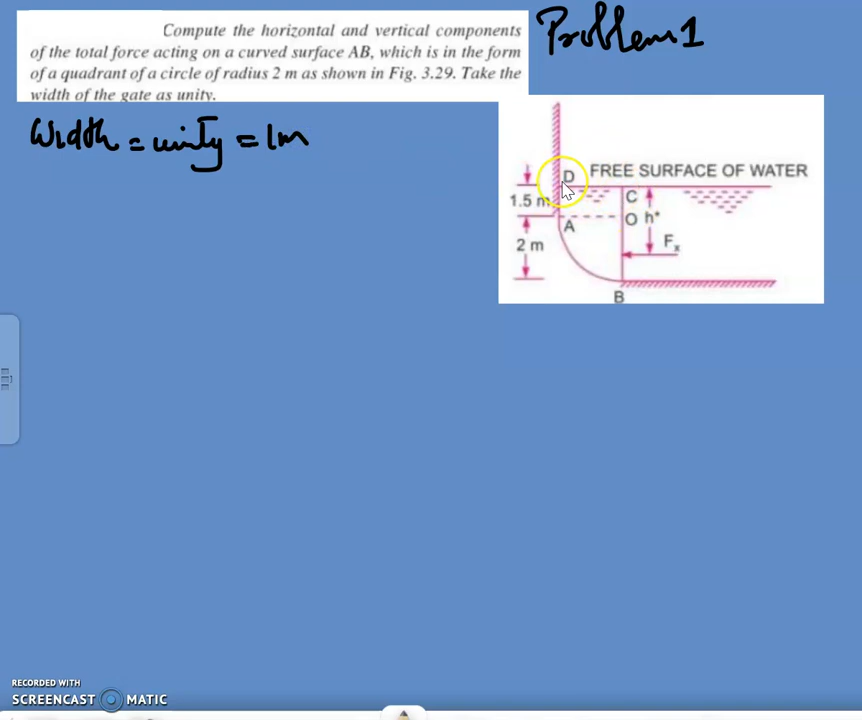 Compute the horizontal and vertical components
of the total force acting on a curved surface AB, which is in the form
of a quadrant of a circle of radius 2 m as shown in Fig. 3.29. Take the
width of the gate as unity.
Problem 1
Width = unity = 1m
D FREE SURFACE OF WATER
1.5 m
C
A
O h*
2 m
Fx
B
RECORDED WITH
SCREENCAST MATIC